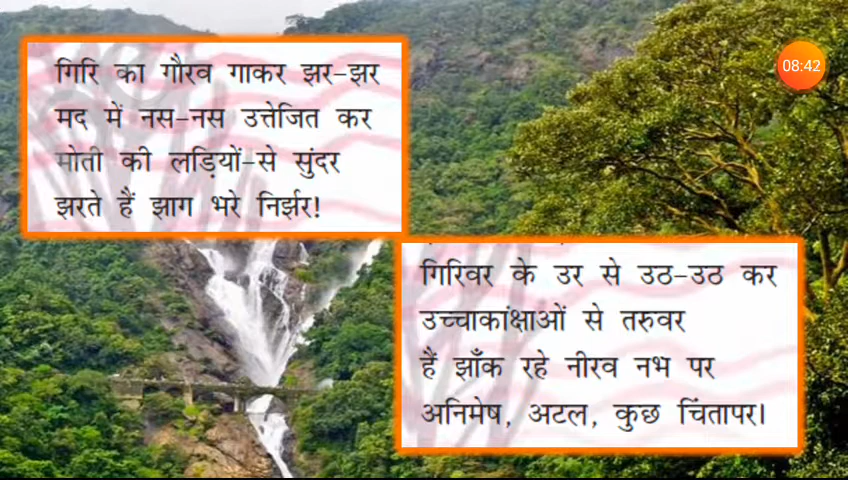 08:42
गिरि का गौरव गाकर झर-झर
मद में नस-नस उत्तेजित कर
मोती की लड़ियों-से सुंदर
झरते हैं झाग भरे निर्झर!
गिरिवर के उर से उठ-उठ कर
उच्चाकांक्षाओं से तरुवर
हैं झाँक रहे नीरव नभ पर
अनिमेष, अटल, कुछ चिंतापर।